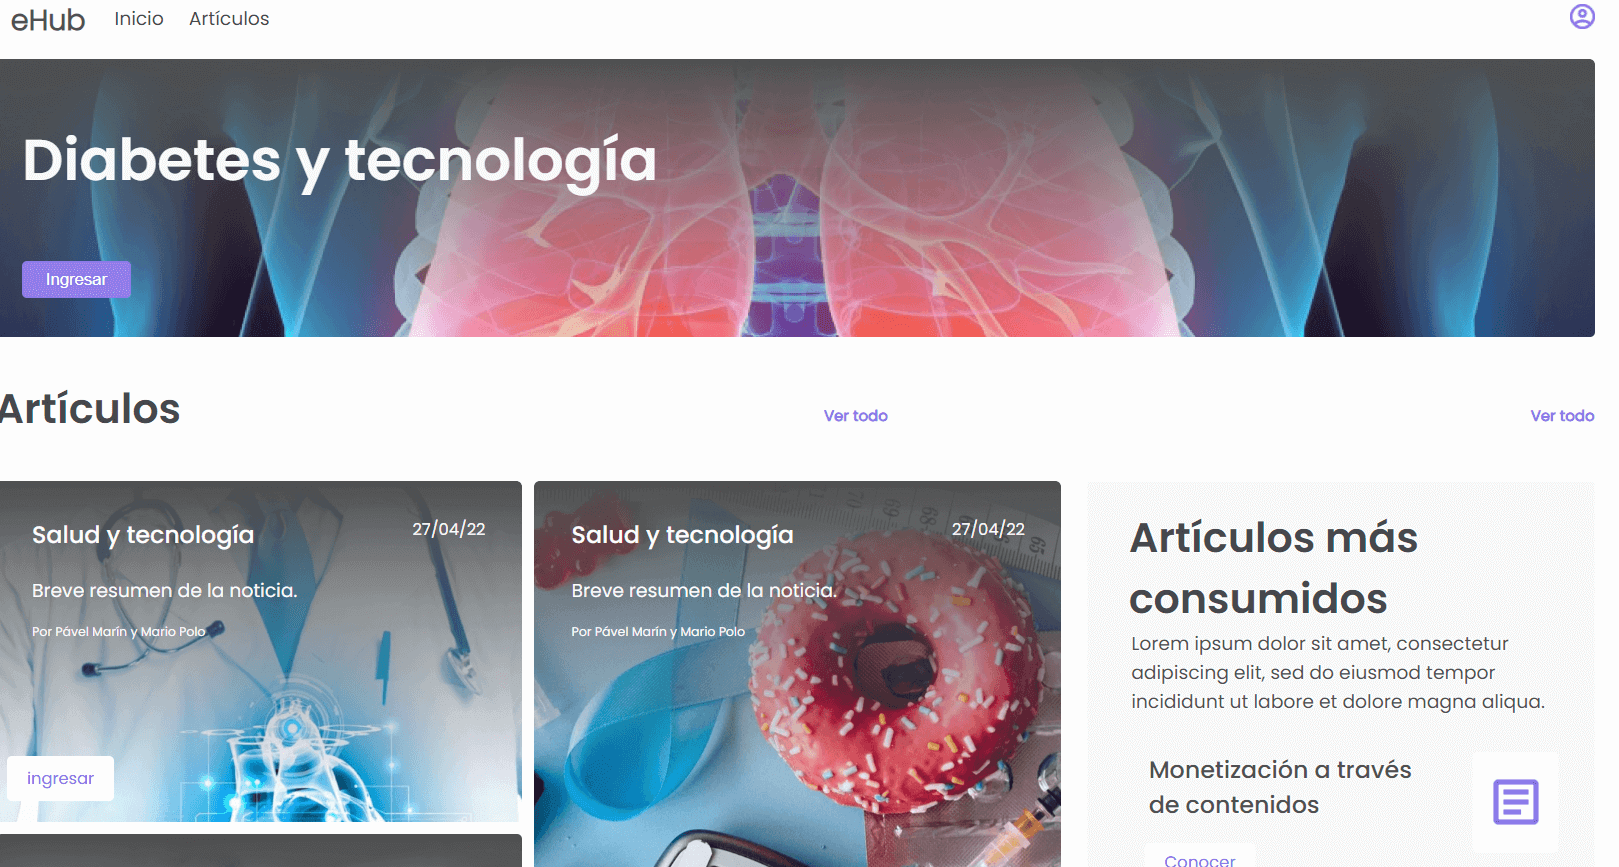 eHub Inicio Artículos
Diabetes y tecnología
Ingresar
Artículos
Ver todo
Ver todo
Salud y tecnología
27/04/22
Breve resumen de la noticia.
Por Pável Marín y Mario Polo
ingresar
Salud y tecnología
27/04/22
Breve resumen de la noticia.
Por Pável Marín y Mario Polo
Artículos más
consumidos
Lorem ipsum dolor sit amet, consectetur
adipiscing elit, sed do eiusmod tempor
incididunt ut labore et dolore magna aliqua.
Monetización a través
de contenidos
Conocer